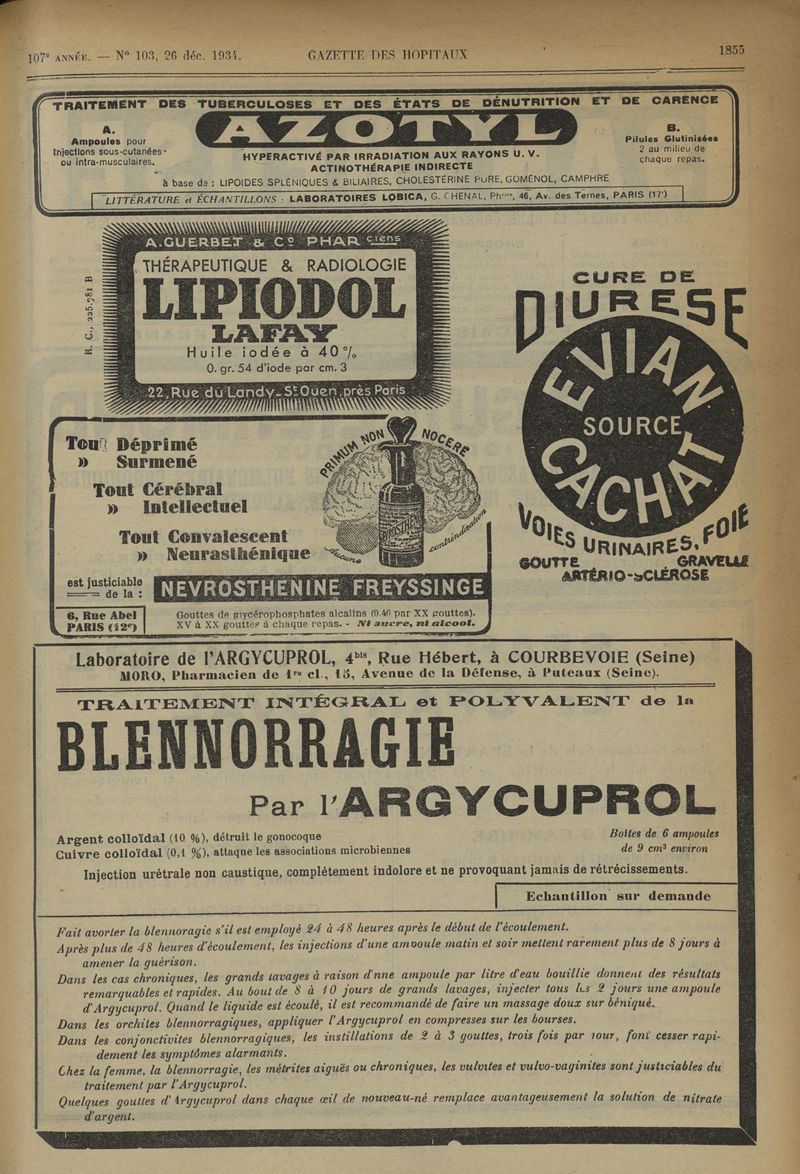 107e ANNÉE. — No 103, 26 déc. 1934.
GAZETTE DES HOPITAUX
1855
TRAITEMENT DES TUBERCULOSES ET DES ÉTATS DE DÉNUTRITION ET DE CARENCE
A.
Ampoules pour
Injections sous-cutanées
ou intra-musculaires.
AZOTYL
B.
Pilules Glutinisées
2 au milieu de
chaque repas.
HYPERACTIVÉ PAR IRRADIATION AUX RAYONS U. V.
ACTINOTHÉRAPIE INDIRECTE
à base de : LIPOIDES SPLÉNIQUES & BILIAIRES, CHOLESTÉRINE PURE, GOMÉNOL, CAMPHRE
LITTÉRATURE et ÉCHANTILLONS : LABORATOIRES LOBICA, G. CHENAL, Phien, 46, Av. des Ternes, PARIS (17e)
R. C., 225.781 B
A. GUERBET & Co PHARciens
THÉRAPEUTIQUE & RADIOLOGIE
LIPIODOL
LAFAY
Huile iodée à 40%
0. gr. 54 d'iode par cm. 3
22, Rue du Landy_St Ouen, près Paris
CURE DE
DIURESE
EVIAN
SOURCE
CACHAT
VOIES URINAIRES, FOIE
GOUTTE GRAVELLE
ARTÉRIO-SCLÉROSE
Tout Déprimé
» Surmené
Tout Cérébral
» Intellectuel
Tout Convalescent
» Neurasthénique
PRIMUM NON NOCERE
Aucune contrindication
est justiciable
de la :
NEVROSTHENINE FREYSSINGE
6, Rue Abel
PARIS (12e)
Gouttes de glycérophosphates alcalins (0.40 par XX gouttes).
XV à XX gouttes à chaque repas. - Ni sucre, ni alcool.
Laboratoire de l'ARGYCUPROL, 4bis, Rue Hébert, à COURBEVOIE (Seine)
MORO, Pharmacien de 1re cl., 15, Avenue de la Défense, à Puteaux (Seine).
TRAITEMENT INTÉGRAL et POLYVALENT de la
BLENNORRAGIE
Par l'ARGYCUPROL
Argent colloïdal (10 %), détruit le gonocoque
Cuivre colloïdal (0,1 %), attaque les associations microbiennes
Boites de 6 ampoules
de 9 cm3 environ
Injection urétrale non caustique, complètement indolore et ne provoquant jamais de rétrécissements.
Echantillon sur demande
Fait avorter la blennoragie s'il est employé 24 à 48 heures après le début de l'écoulement.
Après plus de 48 heures d'écoulement, les injections d'une ampoule matin et soir mettent rarement plus de 8 jours à
amener la guérison.
Dans les cas chroniques, les grands lavages à raison d'nne ampoule par litre d'eau bouillie donnent des résultats
remarquables et rapides. Au bout de 8 à 10 jours de grands lavages, injecter tous les 2 jours une ampoule
d'Argycuprol. Quand le liquide est écoulé, il est recommandé de faire un massage doux sur béniqué.
Dans les orchites blennorragiques, appliquer l'Argycuprol en compresses sur les bourses.
Dans les conjonctivites blennorragiques, les instillations de 2 à 3 gouttes, trois fois par jour, font cesser rapi-
dement les symptômes alarmants.
Chez la femme, la blennorragie, les métrites aiguës ou chroniques, les vulvites et vulvo-vaginites sont justiciables du
traitement par l'Argycuprol.
Quelques gouttes d'Argycuprol dans chaque œil de nouveau-né remplace avantageusement la solution de nitrate
d'argent.